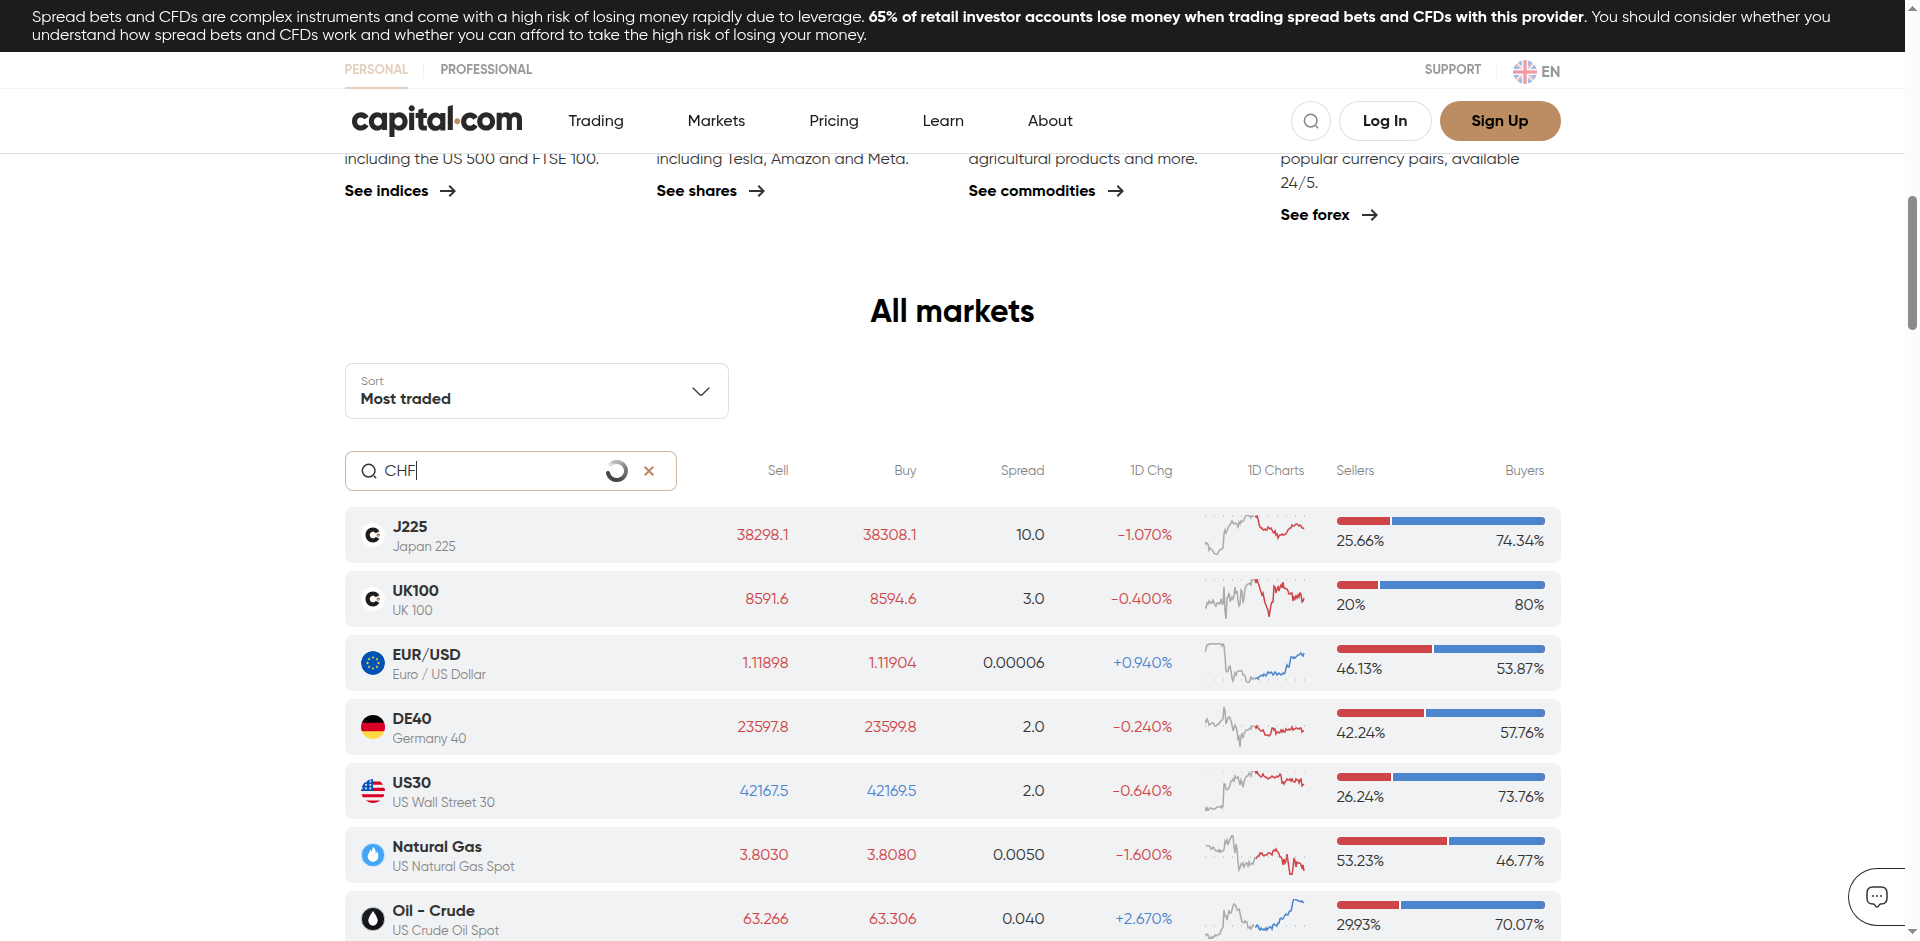 Spread bets and CFDs are complex instruments and come with a high risk of losing money rapidly due to leverage. 65% of retail investor accounts lose money when trading spread bets and CFDs with this provider. You should consider whether you
understand how spread bets and CFDs work and whether you can afford to take the high risk of losing your money.
PERSONAL PROFESSIONAL SUPPORT EN
capital.com Trading Markets Pricing Learn About Log In Sign Up
including the US 500 and FTSE 100. including Tesla, Amazon and Meta. agricultural products and more. popular currency pairs, available
24/5.
See indices See shares See commodities
See forex
All markets
Sort
Most traded
CHF Sell Buy Spread 1D Chg 1D Charts Sellers Buyers
J225
Japan 225
38298.1 38308.1 10.0 -1.070% 25.66% 74.34%
UK100
UK 100
8591.6 8594.6 3.0 -0.400% 20% 80%
EUR/USD
Euro / US Dollar
1.11898 1.11904 0.00006 +0.940% 46.13% 53.87%
DE40
Germany 40
23597.8 23599.8 2.0 -0.240% 42.24% 57.76%
US30
US Wall Street 30
42167.5 42169.5 2.0 -0.640% 26.24% 73.76%
Natural Gas
US Natural Gas Spot
3.8030 3.8080 0.0050 -1.600% 53.23% 46.77%
Oil - Crude
US Crude Oil Spot
63.266 63.306 0.040 +2.670% 29.93% 70.07%